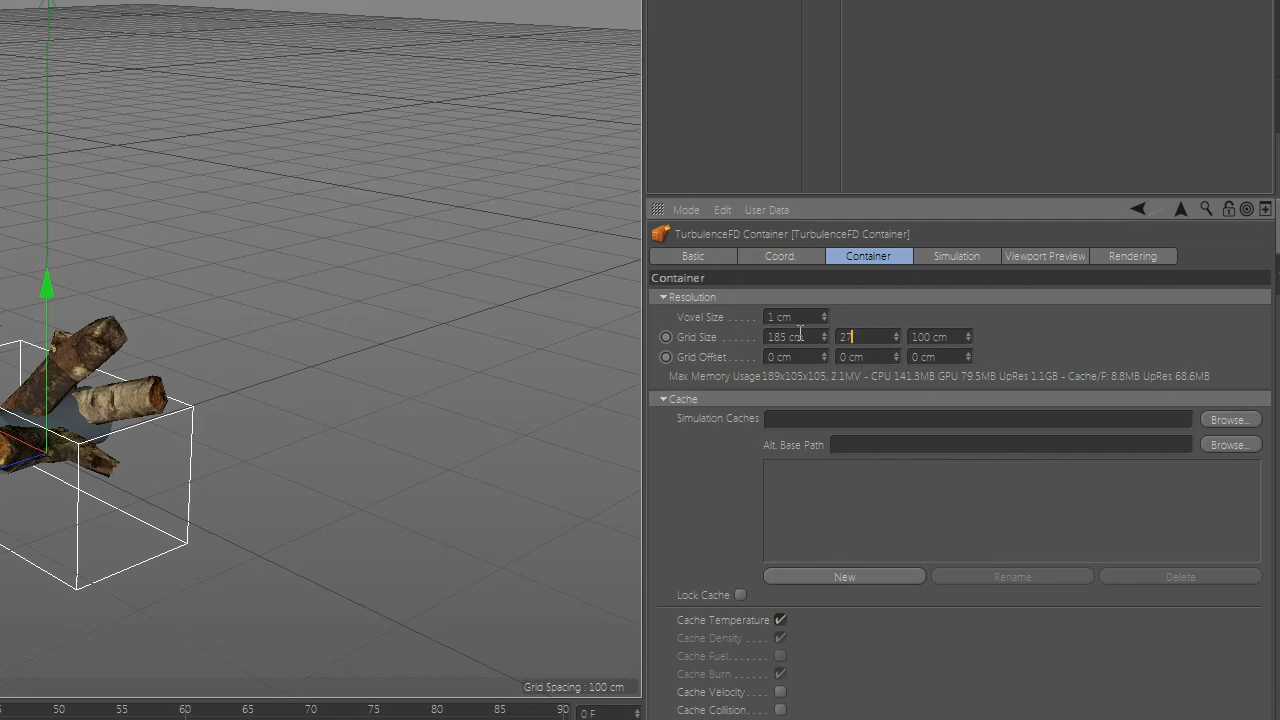 Mode Edit User Data
TurbulenceFD Container [TurbulenceFD Container]
Basic Coord. Container Simulation Viewport Preview Rendering
Container
Resolution
Voxel Size 1 cm
Grid Size 185 cm 27 100 cm
Grid Offset 0 cm 0 cm 0 cm
Max Memory Usage189x105x105, 2.1MV - CPU 141.3MB GPU 79.5MB UpRes 1.1GB - Cache/F: 8.8MB UpRes 68.6MB
Cache
Simulation Caches Browse...
Alt. Base Path Browse...
New Rename Delete
Lock Cache
Cache Temperature
Cache Density
Cache Fuel
Cache Burn
Grid Spacing : 100 cm
Cache Velocity
Cache Collision
50 55 60 65 70 75 80 85 90 0 F